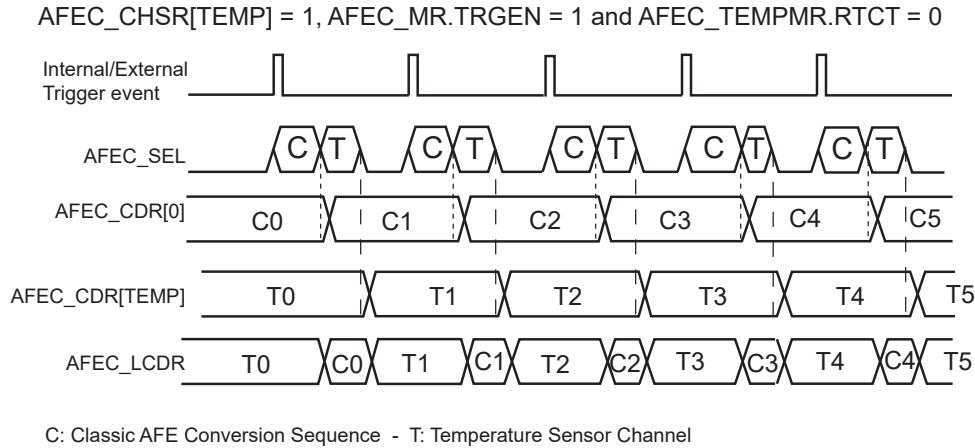 AFEC_CHSR[TEMP] = 1, AFEC_MR.TRGEN = 1 and AFEC_TEMPMR.RTCT = 0
Internal/External
Trigger event
AFEC_SEL C T C T C T C T C T
AFEC_CDR[0] C0 C1 C2 C3 C4 C5
AFEC_CDR[TEMP] T0 T1 T2 T3 T4 T5
AFEC_LCDR T0 C0 T1 C1 T2 C2 T3 C3 T4 C4 T5
C: Classic AFE Conversion Sequence - T: Temperature Sensor Channel